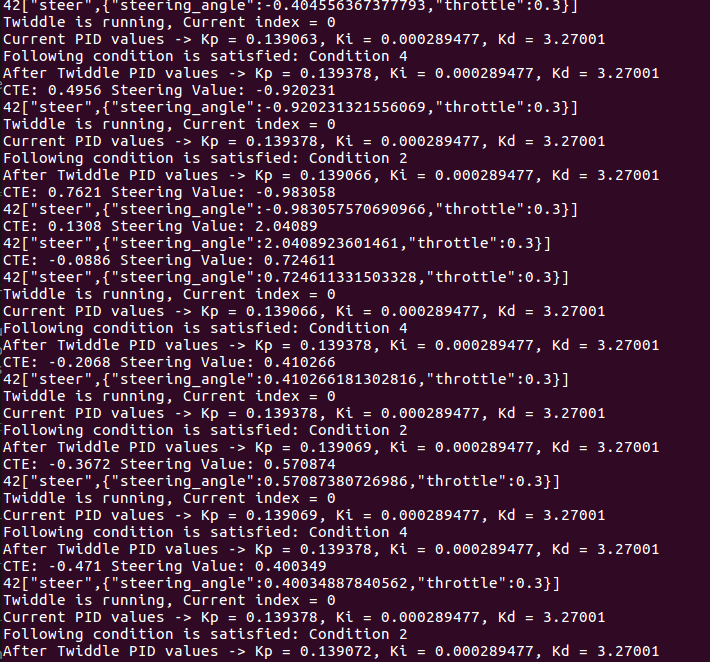 42["steer",{"steering_angle":-0.404556367377793,"throttle":0.3}]
Twiddle is running, Current index = 0
Current PID values -> Kp = 0.139063, Ki = 0.000289477, Kd = 3.27001
Following condition is satisfied: Condition 4
After Twiddle PID values -> Kp = 0.139378, Ki = 0.000289477, Kd = 3.27001
CTE: 0.4956 Steering Value: -0.920231
42["steer",{"steering_angle":-0.920231321556069,"throttle":0.3}]
Twiddle is running, Current index = 0
Current PID values -> Kp = 0.139378, Ki = 0.000289477, Kd = 3.27001
Following condition is satisfied: Condition 2
After Twiddle PID values -> Kp = 0.139066, Ki = 0.000289477, Kd = 3.27001
CTE: 0.7621 Steering Value: -0.983058
42["steer",{"steering_angle":-0.983057570690966,"throttle":0.3}]
CTE: 0.1308 Steering Value: 2.04089
42["steer",{"steering_angle":2.0408923601461,"throttle":0.3}]
CTE: -0.0886 Steering Value: 0.724611
42["steer",{"steering_angle":0.724611331503328,"throttle":0.3}]
Twiddle is running, Current index = 0
Current PID values -> Kp = 0.139066, Ki = 0.000289477, Kd = 3.27001
Following condition is satisfied: Condition 4
After Twiddle PID values -> Kp = 0.139378, Ki = 0.000289477, Kd = 3.27001
CTE: -0.2068 Steering Value: 0.410266
42["steer",{"steering_angle":0.410266181302816,"throttle":0.3}]
Twiddle is running, Current index = 0
Current PID values -> Kp = 0.139378, Ki = 0.000289477, Kd = 3.27001
Following condition is satisfied: Condition 2
After Twiddle PID values -> Kp = 0.139069, Ki = 0.000289477, Kd = 3.27001
CTE: -0.3672 Steering Value: 0.570874
42["steer",{"steering_angle":0.57087380726986,"throttle":0.3}]
Twiddle is running, Current index = 0
Current PID values -> Kp = 0.139069, Ki = 0.000289477, Kd = 3.27001
Following condition is satisfied: Condition 4
After Twiddle PID values -> Kp = 0.139378, Ki = 0.000289477, Kd = 3.27001
CTE: -0.471 Steering Value: 0.400349
42["steer",{"steering_angle":0.40034887840562,"throttle":0.3}]
Twiddle is running, Current index = 0
Current PID values -> Kp = 0.139378, Ki = 0.000289477, Kd = 3.27001
Following condition is satisfied: Condition 2
After Twiddle PID values -> Kp = 0.139072, Ki = 0.000289477, Kd = 3.27001